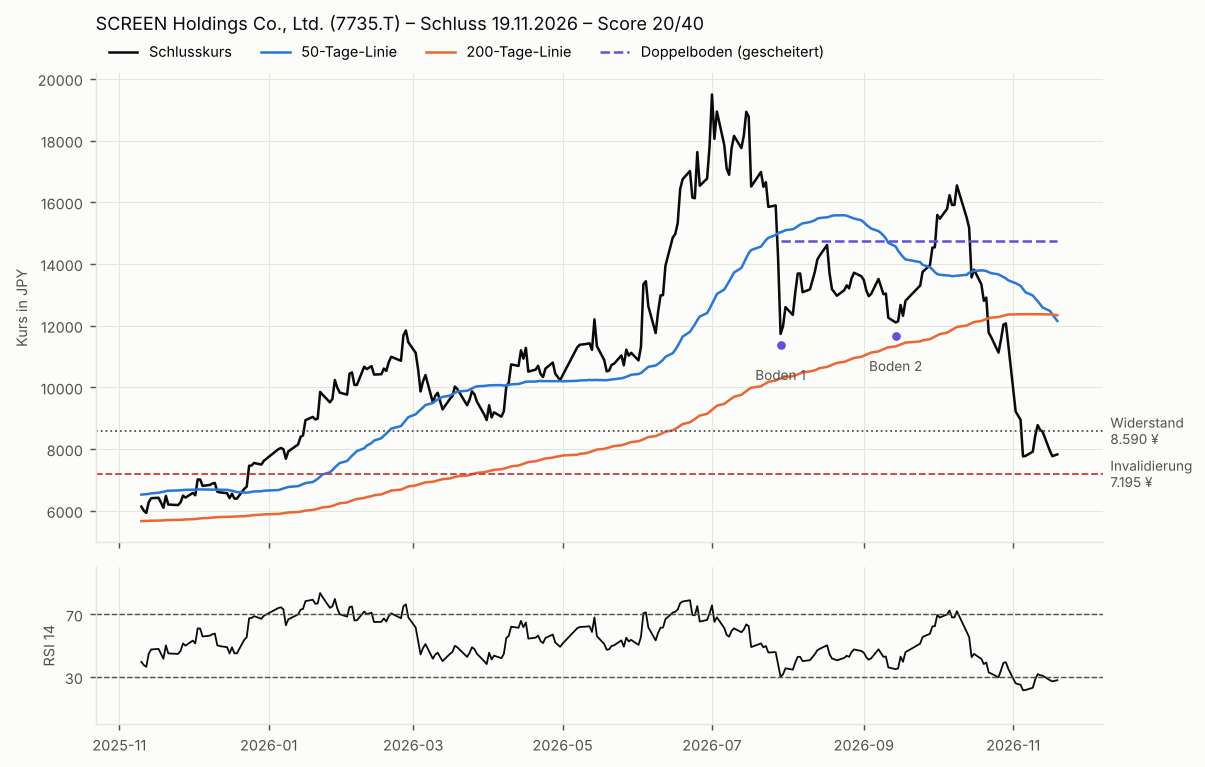 SCREEN Holdings Co., Ltd. (7735.T) – Schluss 19.11.2026 – Score 20/40
Schlusskurs 50-Tage-Linie 200-Tage-Linie Doppelboden (gescheitert)
Kurs in JPY
20000
18000
16000
14000
12000
10000
8000
6000
Boden 1
Boden 2
Widerstand
8.590 ¥
Invalidierung
7.195 ¥
RSI 14
70
30
2025-11 2026-01 2026-03 2026-05 2026-07 2026-09 2026-11